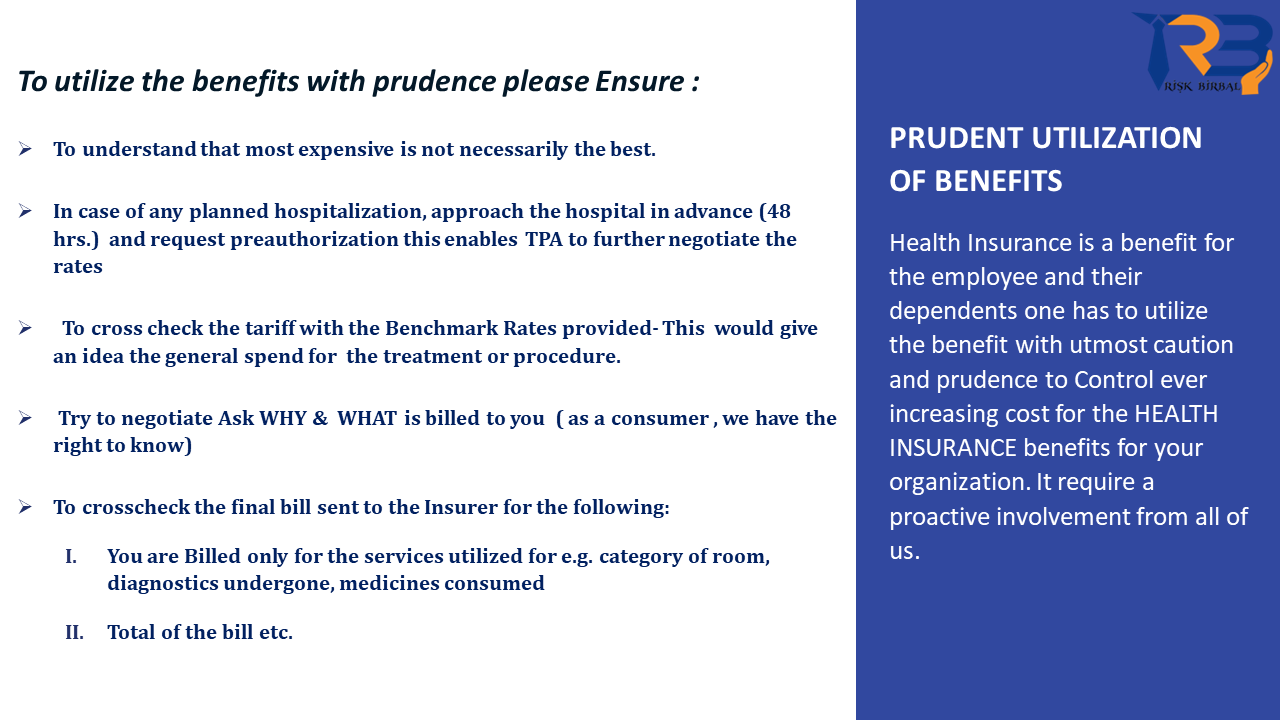 To utilize the benefits with prudence please Ensure :
To understand that most expensive is not necessarily the best.
In case of any planned hospitalization, approach the hospital in advance (48
hrs.) and request preauthorization this enables TPA to further negotiate the
rates
To cross check the tariff with the Benchmark Rates provided- This would give
an idea the general spend for the treatment or procedure.
Try to negotiate Ask WHY & WHAT is billed to you ( as a consumer , we have the
right to know)
To crosscheck the final bill sent to the Insurer for the following:
I. You are Billed only for the services utilized for e.g. category of room,
diagnostics undergone, medicines consumed
II. Total of the bill etc.
RB
RISK BIRBAL
PRUDENT UTILIZATION
OF BENEFITS
Health Insurance is a benefit for
the employee and their
dependents one has to utilize
the benefit with utmost caution
and prudence to Control ever
increasing cost for the HEALTH
INSURANCE benefits for your
organization. It require a
proactive involvement from all of
us.